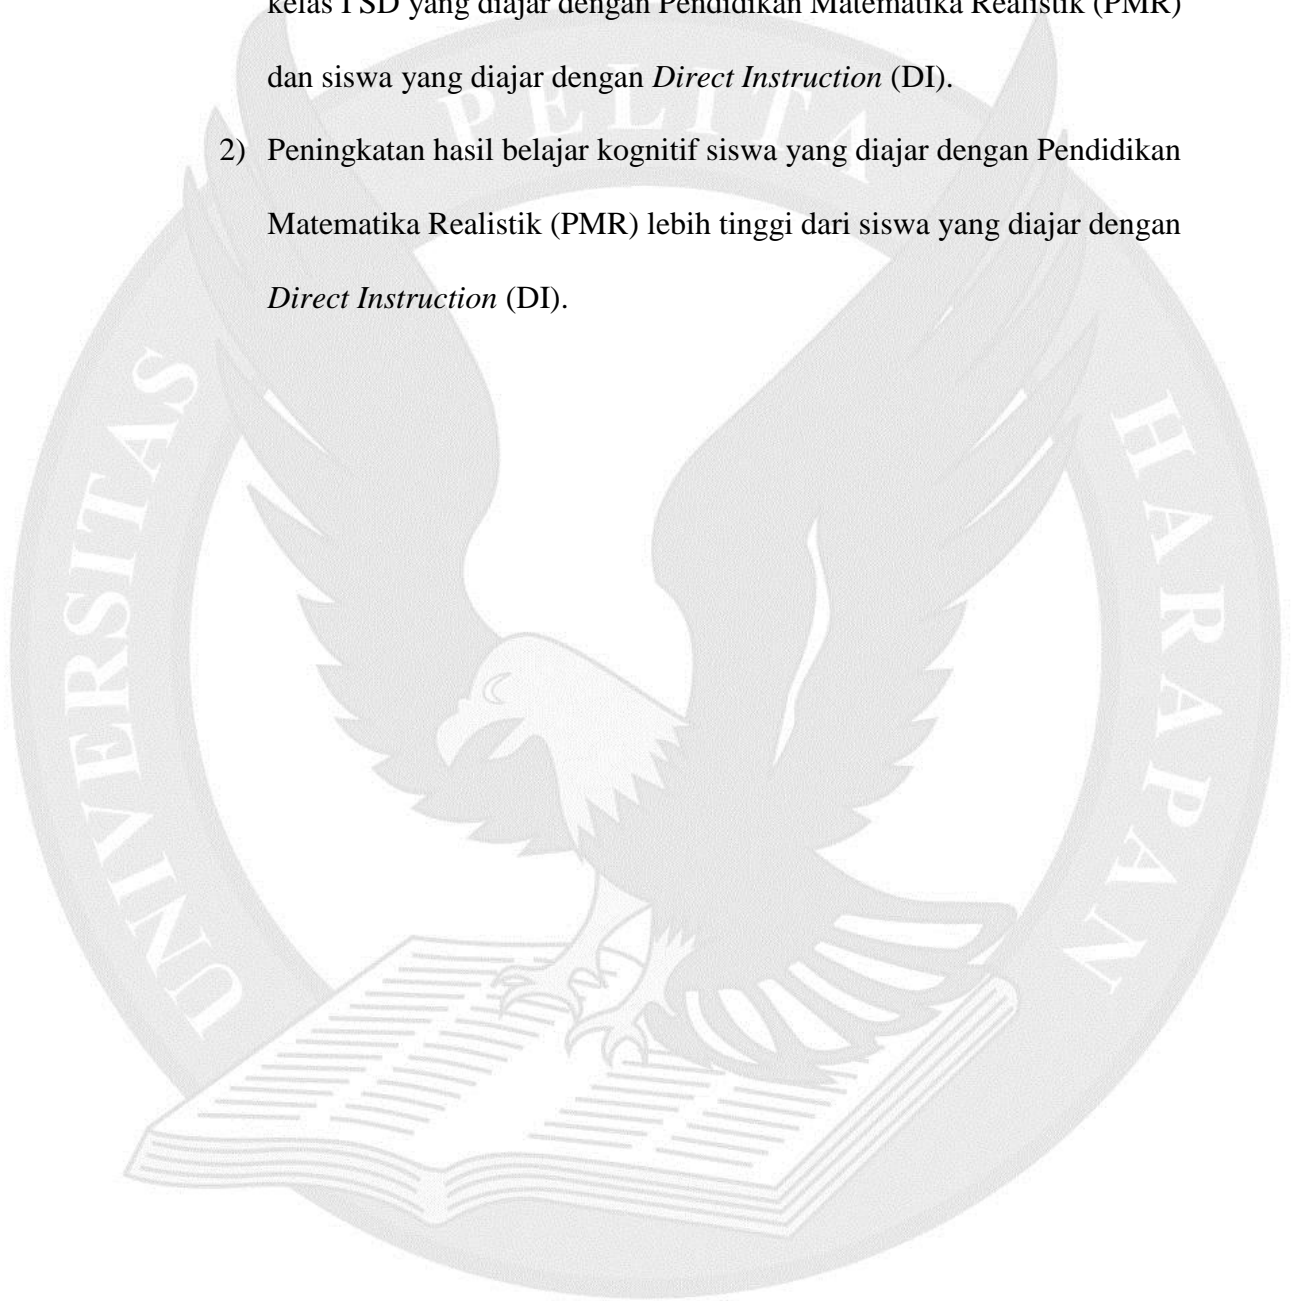 kelas I SD yang diajar dengan Pendidikan Matematika Realistik (PMR)
dan siswa yang diajar dengan Direct Instruction (DI).
2) Peningkatan hasil belajar kognitif siswa yang diajar dengan Pendidikan
Matematika Realistik (PMR) lebih tinggi dari siswa yang diajar dengan
Direct Instruction (DI).
UNIVERSITAS
PELITA
HARAPAN